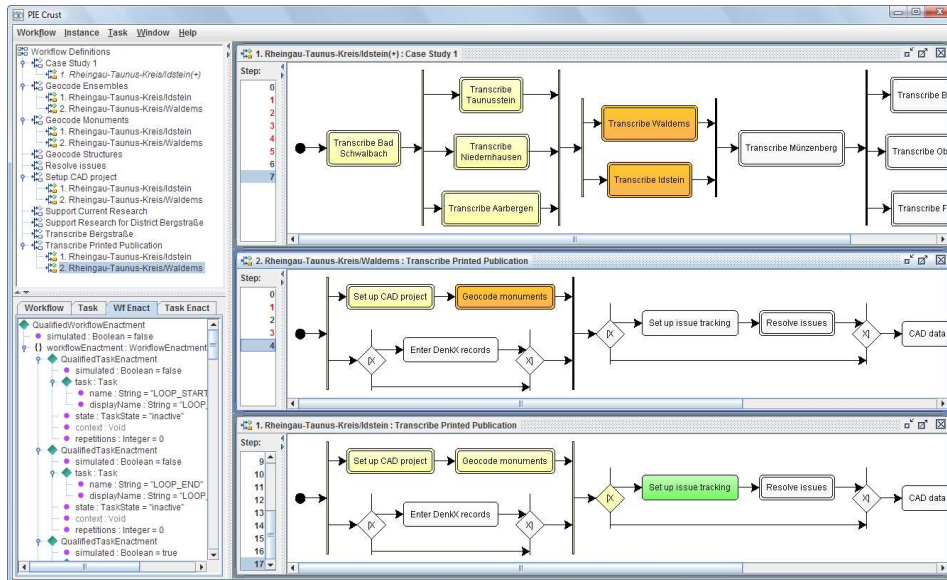 PIE Crust
Workflow Instance Task Window Help
Workflow Definitions
Case Study 1
1. Rheingau-Taunus-Kreis/Idstein(+)
Geocode Ensembles
1. Rheingau-Taunus-Kreis/Idstein
2. Rheingau-Taunus-Kreis/Waldems
Geocode Monuments
1. Rheingau-Taunus-Kreis/Idstein
2. Rheingau-Taunus-Kreis/Waldems
Geocode Structures
Resolve issues
Setup CAD project
1. Rheingau-Taunus-Kreis/Idstein
2. Rheingau-Taunus-Kreis/Waldems
Support Current Research
Support Research for District Bergstraße
Transcribe Bergstraße
Transcribe Printed Publication
1. Rheingau-Taunus-Kreis/Idstein
2. Rheingau-Taunus-Kreis/Waldems
Workflow Task Wf Enact Task Enact
QualifiedWorkflowEnactment
simulated : Boolean = false
{} workflowEnactment : WorkflowEnactment
QualifiedTaskEnactment
simulated : Boolean = false
task : Task
name : String = "LOOP_START
displayName : String = "LOOP_
state : TaskState = "inactive"
context : Void
repetitions : Integer = 0
QualifiedTaskEnactment
simulated : Boolean = false
task : Task
name : String = "LOOP_END"
displayName : String = "LOOP_
state : TaskState = "inactive"
context : Void
repetitions : Integer = 0
QualifiedTaskEnactment
simulated : Boolean = true
1. Rheingau-Taunus-Kreis/Idstein(+) : Case Study 1
Step:
0
1
2
3
4
5
6
7
Transcribe Bad
Schwalbach
Transcribe
Taunusstein
Transcribe
Niedernhausen
Transcribe Aarbergen
Transcribe Waldems
Transcribe Idstein
Transcribe Münzenberg
Transcribe B
Transcribe Ob
Transcribe F
2. Rheingau-Taunus-Kreis/Waldems : Transcribe Printed Publication
Step:
0
1
2
3
4
Set up CAD project
Geocode monuments
[X
Enter DenkX records
X]
[X
Set up issue tracking
Resolve issues
X]
CAD data
1. Rheingau-Taunus-Kreis/Idstein : Transcribe Printed Publication
Step:
9
10
11
12
13
14
15
16
17
Set up CAD project
Geocode monuments
[X
Enter DenkX records
X]
[X
Set up issue tracking
Resolve issues
X]
CAD data